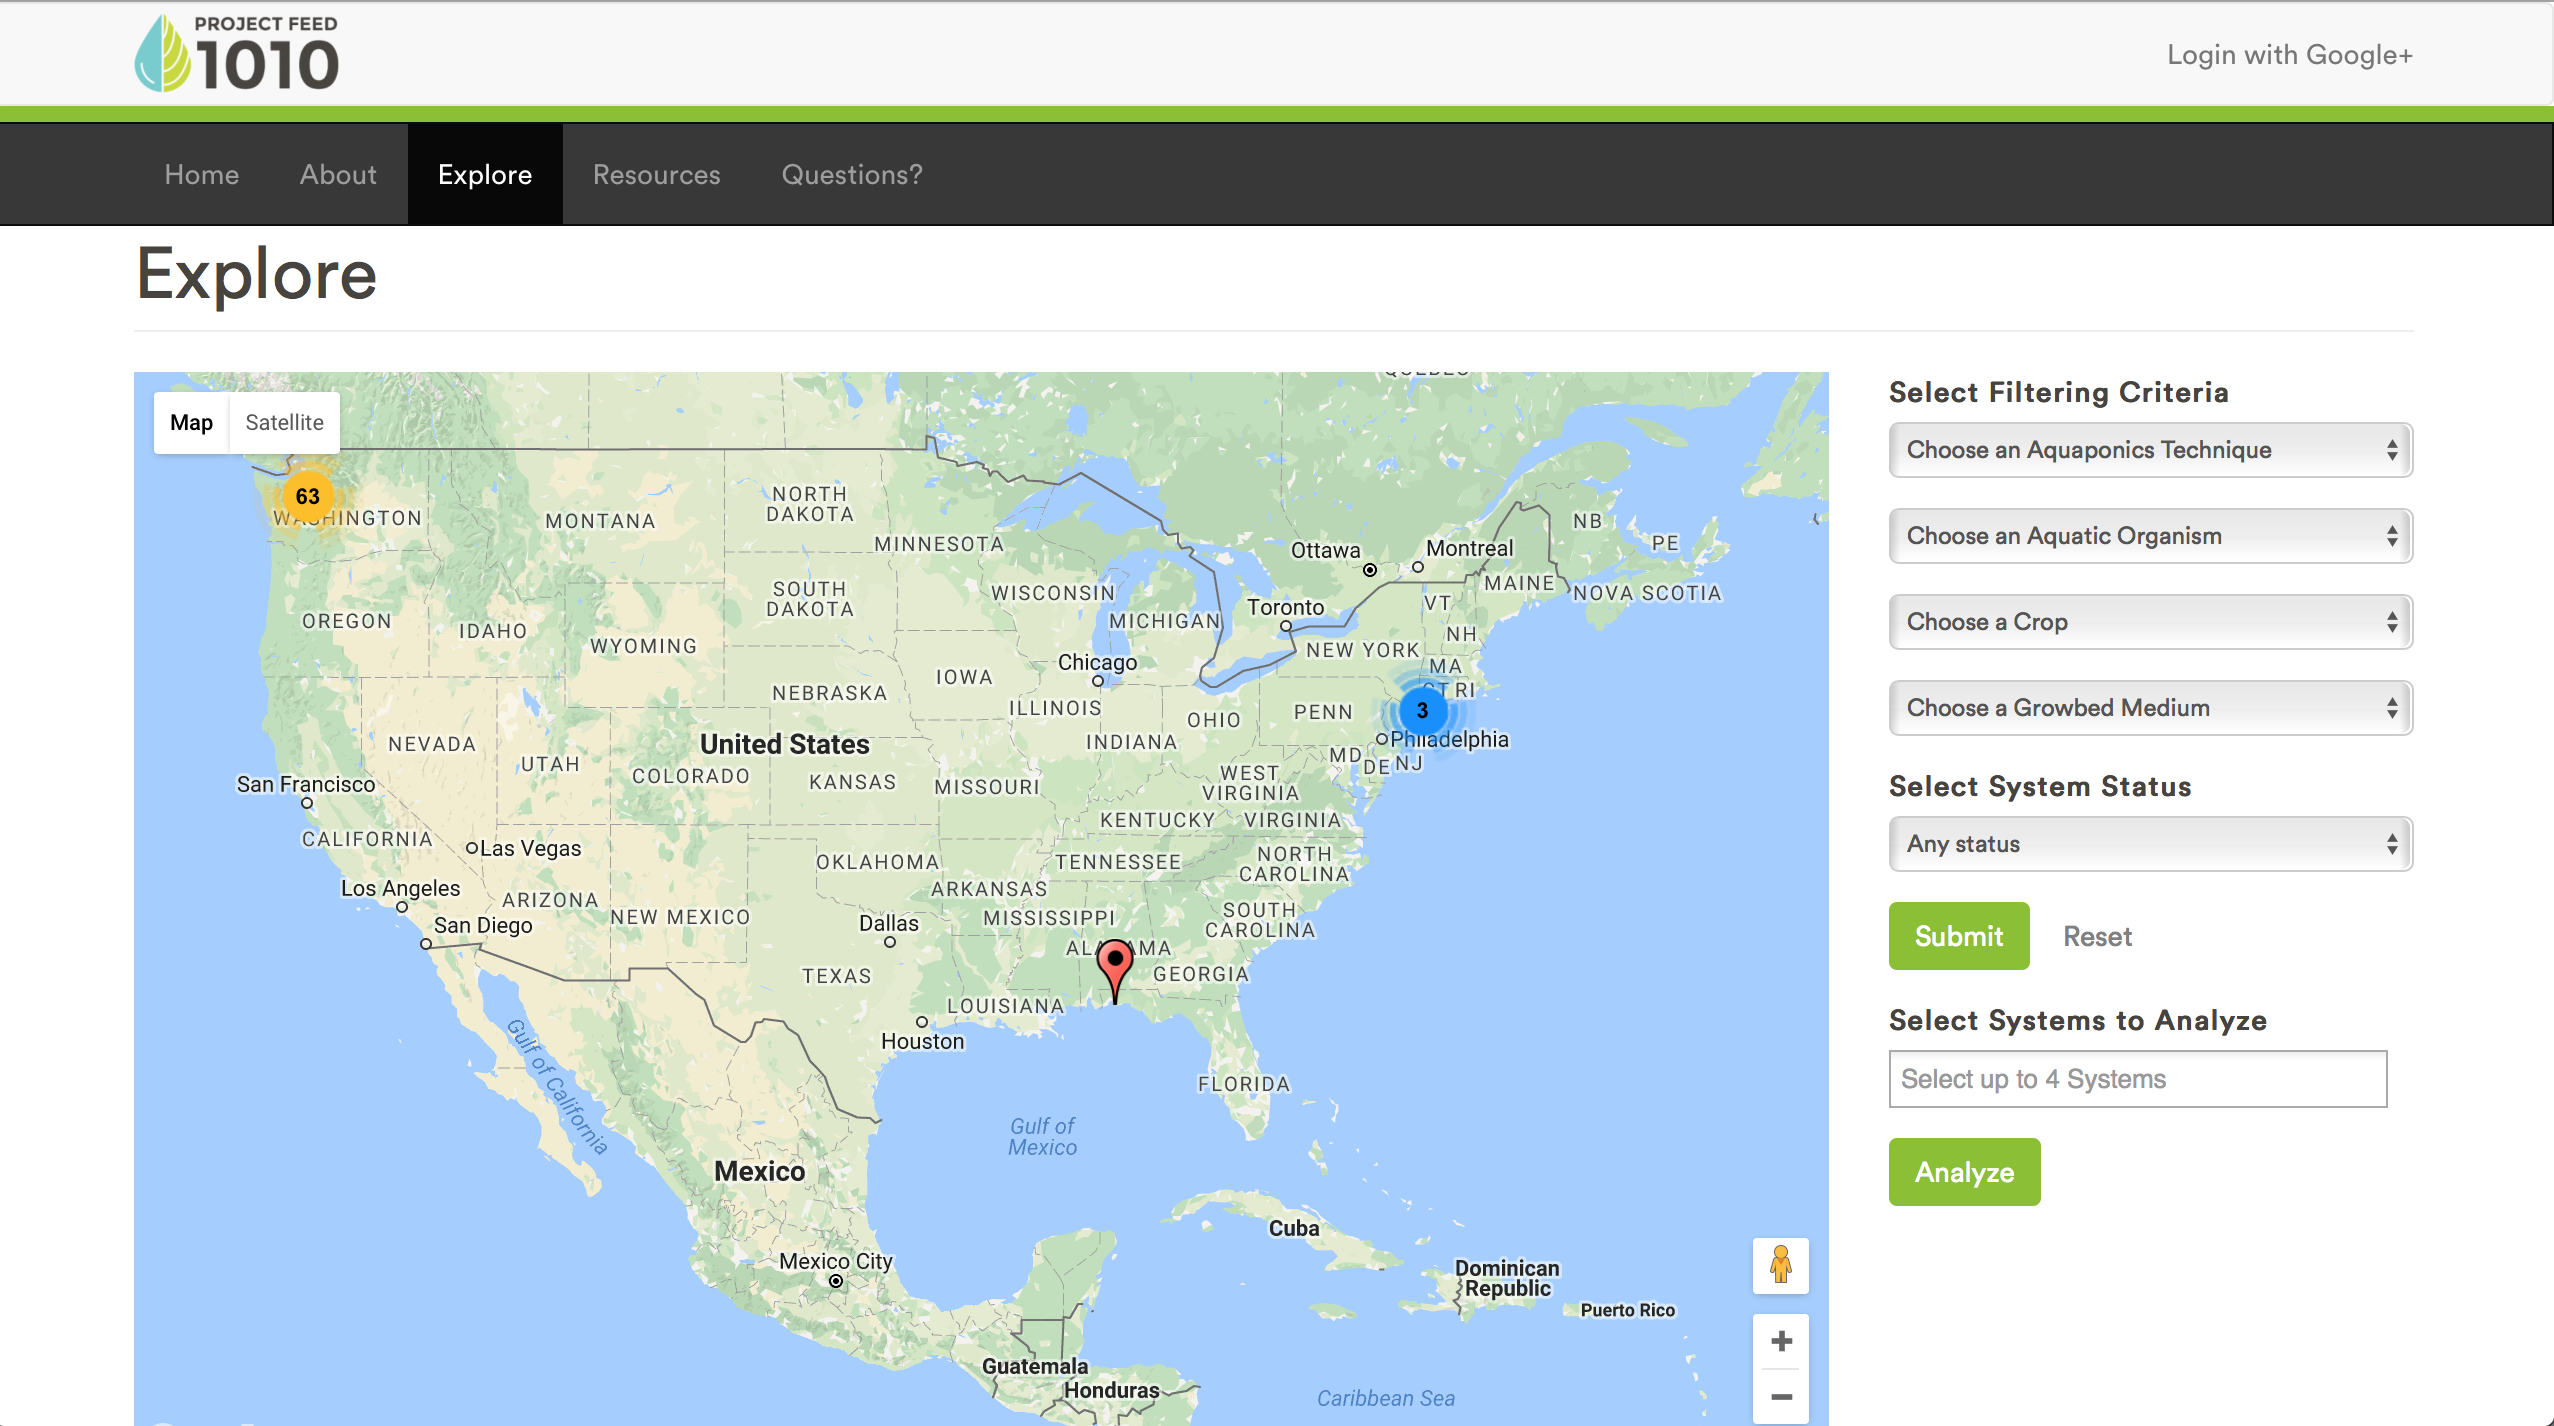 PROJECT FEED
1010
Login with Google+
Home
About
Explore
Resources
Questions?
Explore
Map
Satellite
63
WASHINGTON
MONTANA
NORTH
DAKOTA
MINNESOTA
Ottawa
Montreal
NB
PE
MAINE
NOVA SCOTIA
SOUTH
DAKOTA
WISCONSIN
MICHIGAN
Toronto
VT
NH
OREGON
IDAHO
WYOMING
NEW YORK
MA
CT
RI
Chicago
IOWA
NEBRASKA
ILLINOIS
OHIO
PENN
3
Philadelphia
NEVADA
UTAH
United States
COLORADO
KANSAS
MISSOURI
INDIANA
WEST
VIRGINIA
MD
DE
NJ
San Francisco
CALIFORNIA
Las Vegas
KENTUCKY
VIRGINIA
OKLAHOMA
TENNESSEE
NORTH
CAROLINA
Los Angeles
ARIZONA
NEW MEXICO
ARKANSAS
San Diego
Dallas
MISSISSIPPI
SOUTH
CAROLINA
ALABAMA
GEORGIA
TEXAS
LOUISIANA
Houston
FLORIDA
Gulf of California
Gulf of
Mexico
Mexico
Cuba
Mexico City
Dominican
Republic
Puerto Rico
Guatemala
Honduras
Caribbean Sea
Select Filtering Criteria
Choose an Aquaponics Technique
Choose an Aquatic Organism
Choose a Crop
Choose a Growbed Medium
Select System Status
Any status
Submit
Reset
Select Systems to Analyze
Select up to 4 Systems
Analyze